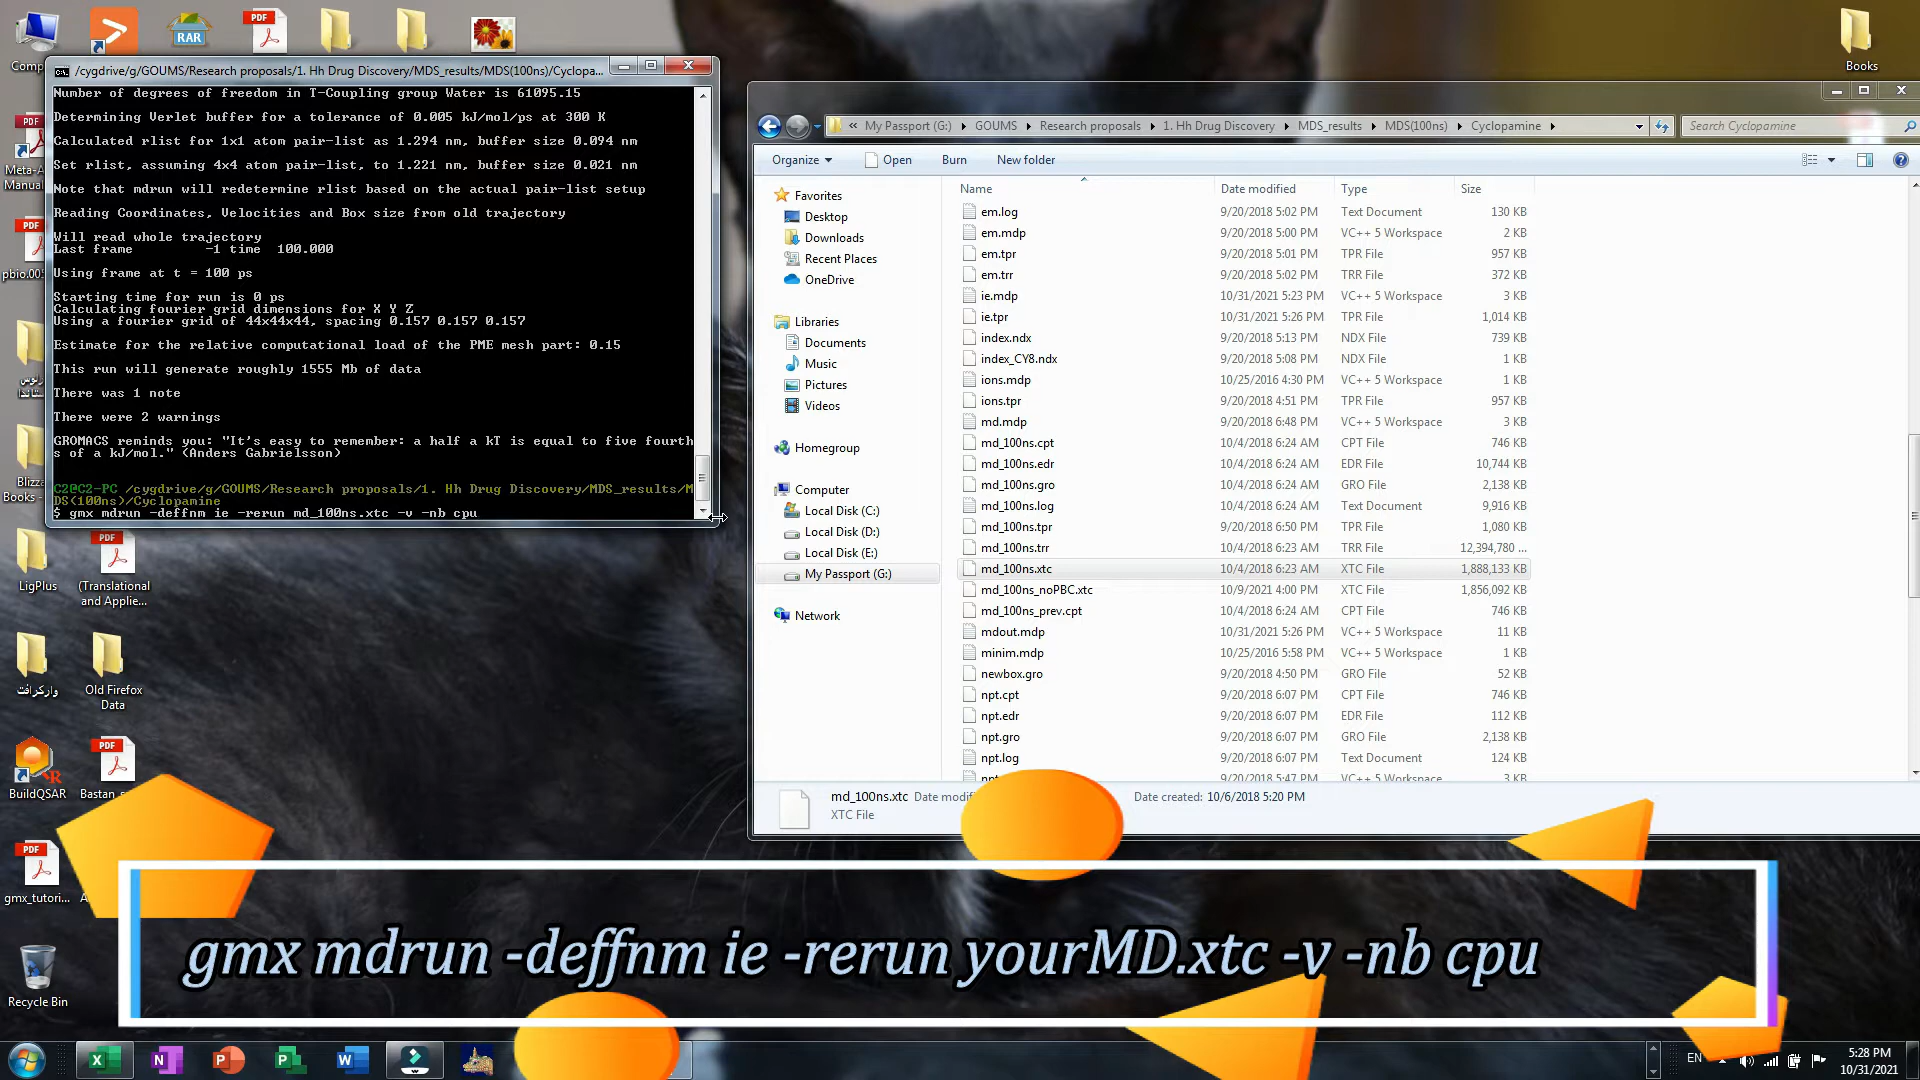 Comp
RAR
PDF
Books
/cygdrive/g/GOUMS/Research proposals/1. Hh Drug Discovery/MDS_results/MDS(100ns)/Cyclopa...
Number of degrees of freedom in T-Coupling group Water is 61095.15
Determining Verlet buffer for a tolerance of 0.005 kJ/mol/ps at 300 K
Calculated rlist for 1x1 atom pair-list as 1.294 nm, buffer size 0.094 nm
Set rlist, assuming 4x4 atom pair-list, to 1.221 nm, buffer size 0.021 nm
Note that mdrun will redetermine rlist based on the actual pair-list setup
Reading Coordinates, Velocities and Box size from old trajectory
Will read whole trajectory
Last frame -1 time 100.000
Using frame at t = 100 ps
Starting time for run is 0 ps
Calculating fourier grid dimensions for X Y Z
Using a fourier grid of 44x44x44, spacing 0.157 0.157 0.157
Estimate for the relative computational load of the PME mesh part: 0.15
This run will generate roughly 1555 Mb of data
There was 1 note
There were 2 warnings
GROMACS reminds you: "It's easy to remember: a half a kT is equal to five fourth
s of a kJ/mol." (Anders Gabrielsson)
C2@C2-PC /cygdrive/g/GOUMS/Research proposals/1. Hh Drug Discovery/MDS_results/M
DS(100ns)/Cyclopamine
$ gmx mdrun -deffnm ie -rerun md_100ns.xtc -v -nb cpu
PDF
Meta-A
Manual
PDF
pbio.00
Blizza
Books -
LigPlus
PDF
(Translational
and Applie...
وارکرافت
Old Firefox
Data
BuildQSAR
PDF
Bastan_
PDF
gmx_tutori...
Recycle Bin
« My Passport (G:) GOUMS Research proposals 1. Hh Drug Discovery MDS_results MDS(100ns) Cyclopamine
Search Cyclopamine
Organize Open Burn New folder
Favorites
Desktop
Downloads
Recent Places
OneDrive
Libraries
Documents
Music
Pictures
Videos
Homegroup
Computer
Local Disk (C:)
Local Disk (D:)
Local Disk (E:)
My Passport (G:)
Network
Name Date modified Type Size
em.log 9/20/2018 5:02 PM Text Document 130 KB
em.mdp 9/20/2018 5:00 PM VC++ 5 Workspace 2 KB
em.tpr 9/20/2018 5:01 PM TPR File 957 KB
em.trr 9/20/2018 5:02 PM TRR File 372 KB
ie.mdp 10/31/2021 5:23 PM VC++ 5 Workspace 3 KB
ie.tpr 10/31/2021 5:26 PM TPR File 1,014 KB
index.ndx 9/20/2018 5:13 PM NDX File 739 KB
index_CY8.ndx 9/20/2018 5:08 PM NDX File 1 KB
ions.mdp 10/25/2016 4:30 PM VC++ 5 Workspace 1 KB
ions.tpr 9/20/2018 4:51 PM TPR File 957 KB
md.mdp 9/20/2018 6:48 PM VC++ 5 Workspace 3 KB
md_100ns.cpt 10/4/2018 6:24 AM CPT File 746 KB
md_100ns.edr 10/4/2018 6:24 AM EDR File 10,744 KB
md_100ns.gro 10/4/2018 6:24 AM GRO File 2,138 KB
md_100ns.log 10/4/2018 6:24 AM Text Document 9,916 KB
md_100ns.tpr 9/20/2018 6:50 PM TPR File 1,080 KB
md_100ns.trr 10/4/2018 6:23 AM TRR File 12,394,780 ...
md_100ns.xtc 10/4/2018 6:23 AM XTC File 1,888,133 KB
md_100ns_noPBC.xtc 10/9/2021 4:00 PM XTC File 1,856,092 KB
md_100ns_prev.cpt 10/4/2018 6:24 AM CPT File 746 KB
mdout.mdp 10/31/2021 5:26 PM VC++ 5 Workspace 11 KB
minim.mdp 10/25/2016 5:58 PM VC++ 5 Workspace 1 KB
newbox.gro 9/20/2018 4:50 PM GRO File 52 KB
npt.cpt 9/20/2018 6:07 PM CPT File 746 KB
npt.edr 9/20/2018 6:07 PM EDR File 112 KB
npt.gro 9/20/2018 6:07 PM GRO File 2,138 KB
npt.log 9/20/2018 6:07 PM Text Document 124 KB
9/20/2018 5:47 PM VC++ 5 Workspace 3 KB
md_100ns.xtc Date modifi Date created: 10/6/2018 5:20 PM
XTC File
gmx mdrun -deffnm ie -rerun yourMD.xtc -v -nb cpu
EN
5:28 PM
10/31/2021